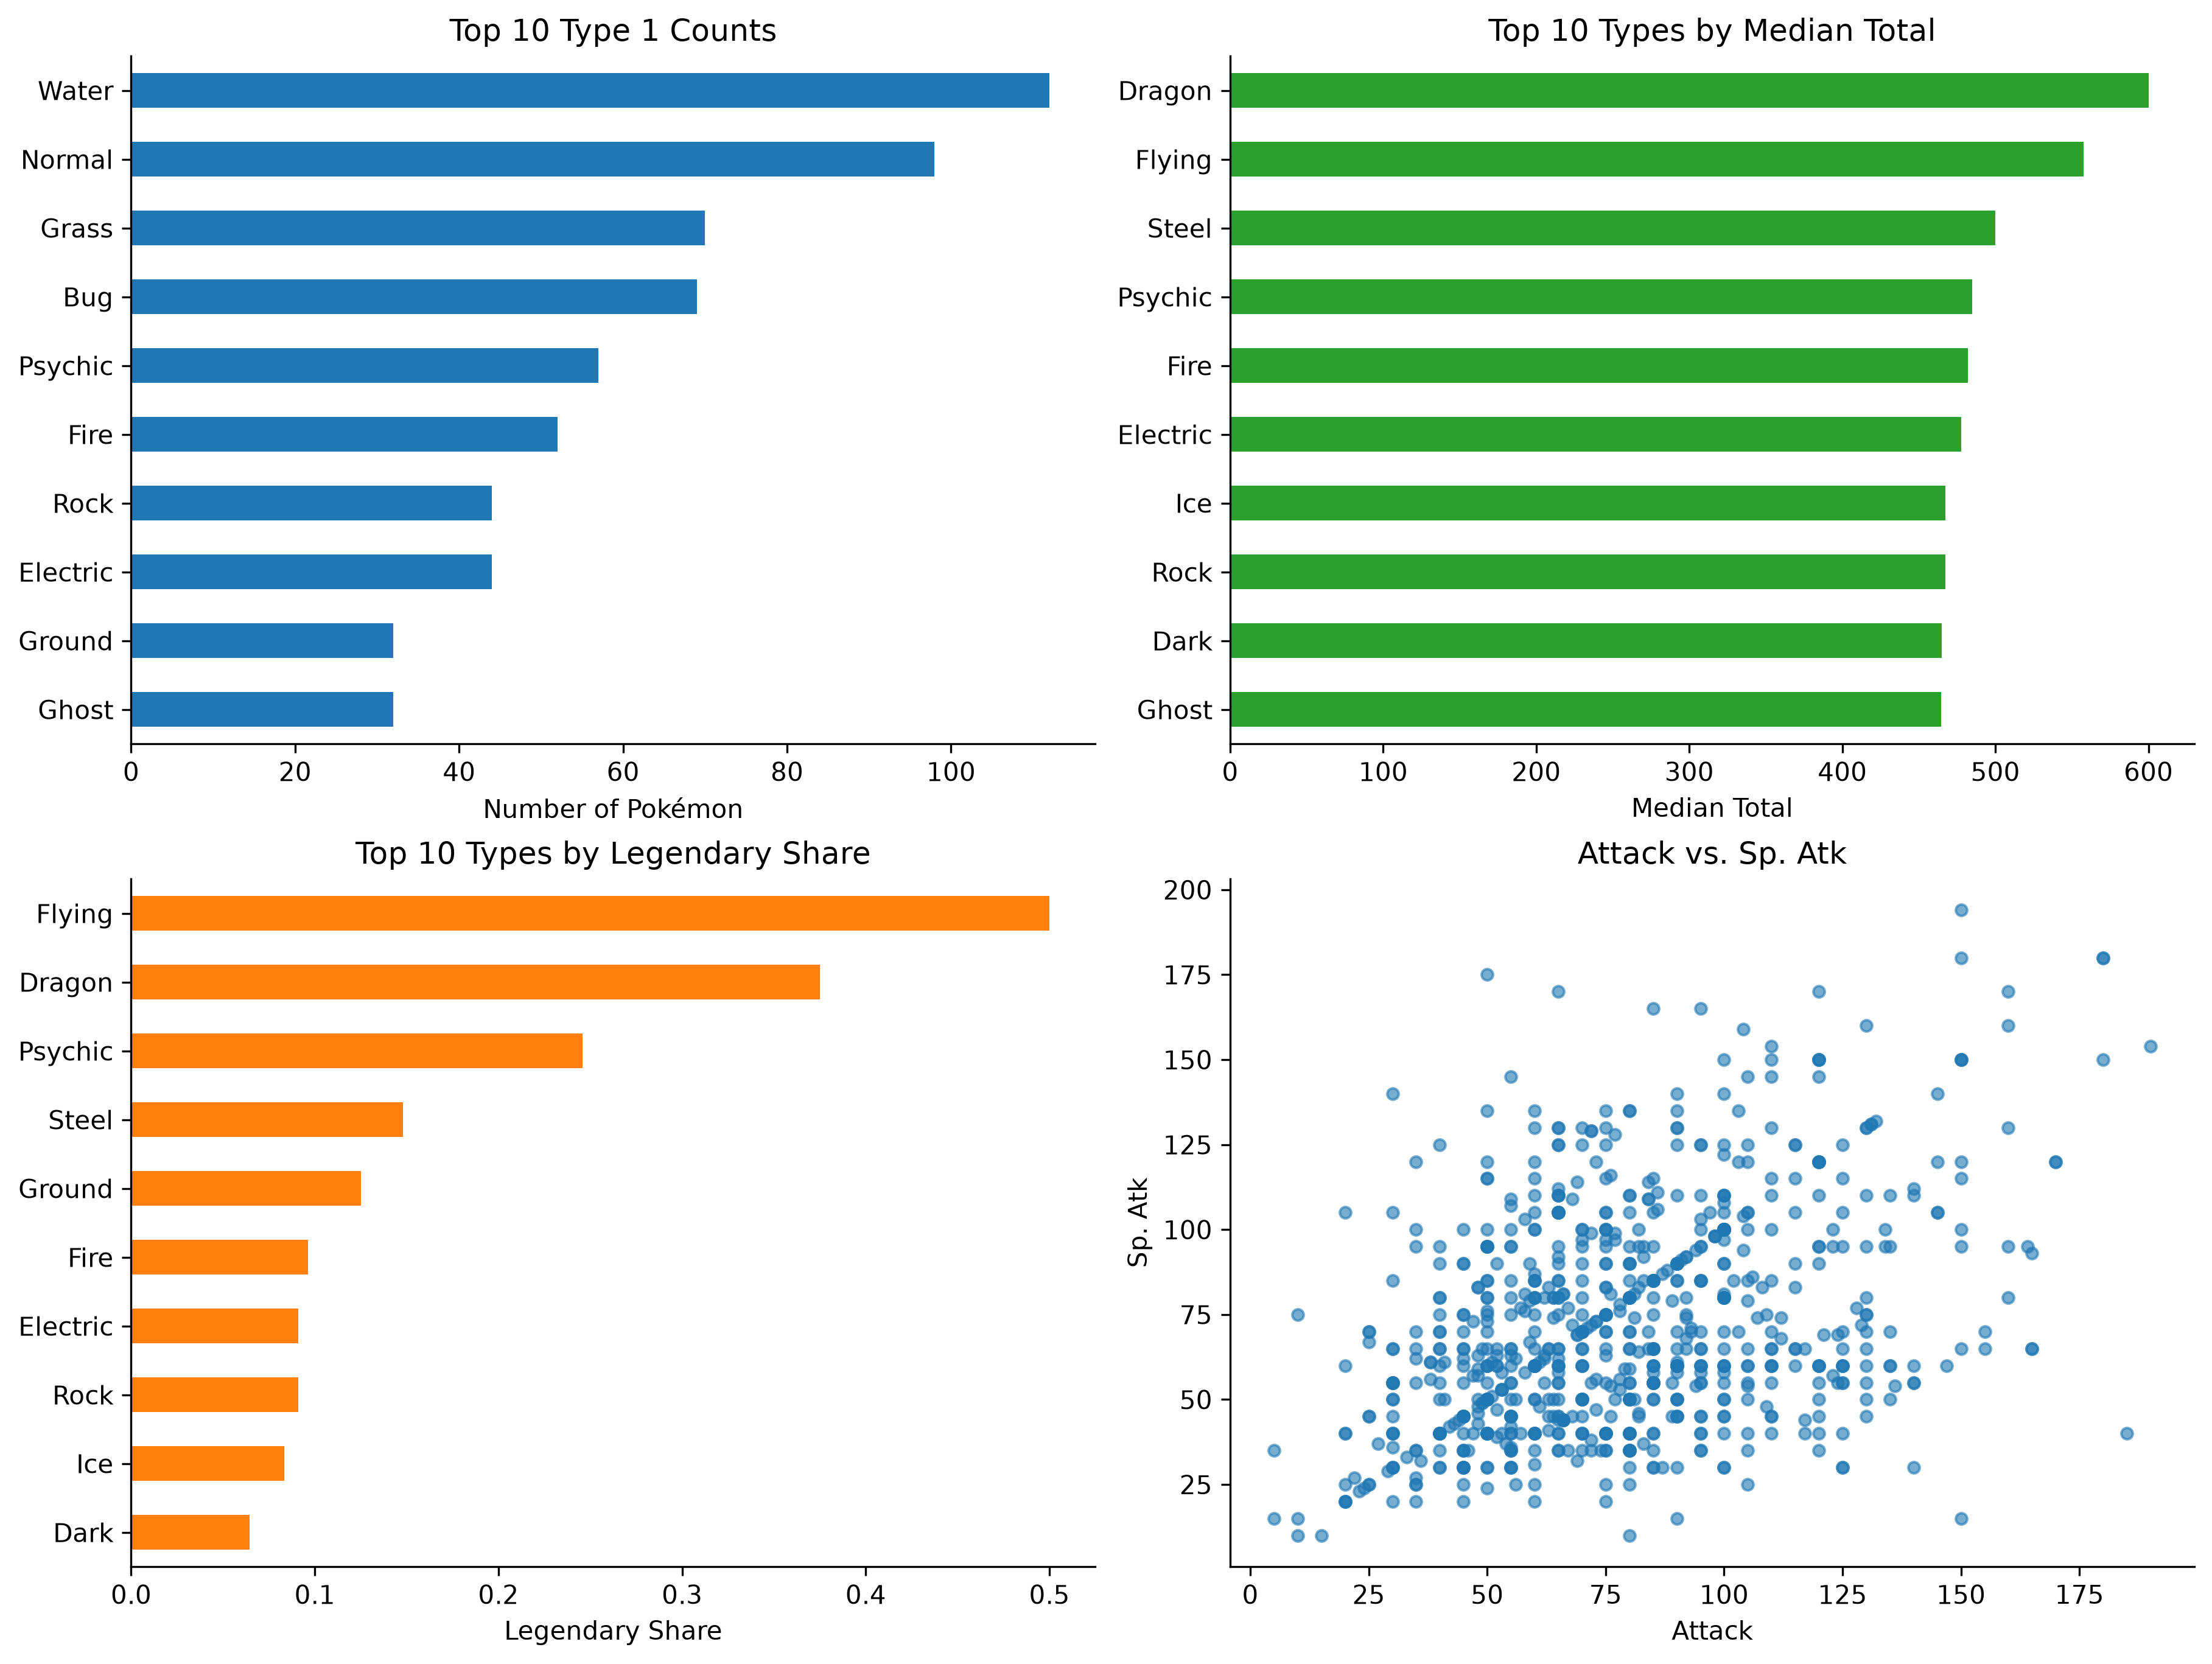 Top 10 Type 1 Counts
Water
Normal
Grass
Bug
Psychic
Fire
Rock
Electric
Ground
Ghost
0 20 40 60 80 100
Number of Pokémon
Top 10 Types by Median Total
Dragon
Flying
Steel
Psychic
Fire
Electric
Ice
Rock
Dark
Ghost
0 100 200 300 400 500 600
Median Total
Top 10 Types by Legendary Share
Flying
Dragon
Psychic
Steel
Ground
Fire
Electric
Rock
Ice
Dark
0.0 0.1 0.2 0.3 0.4 0.5
Legendary Share
Attack vs. Sp. Atk
200
175
150
125
100
75
50
25
Sp. Atk
0 25 50 75 100 125 150 175
Attack